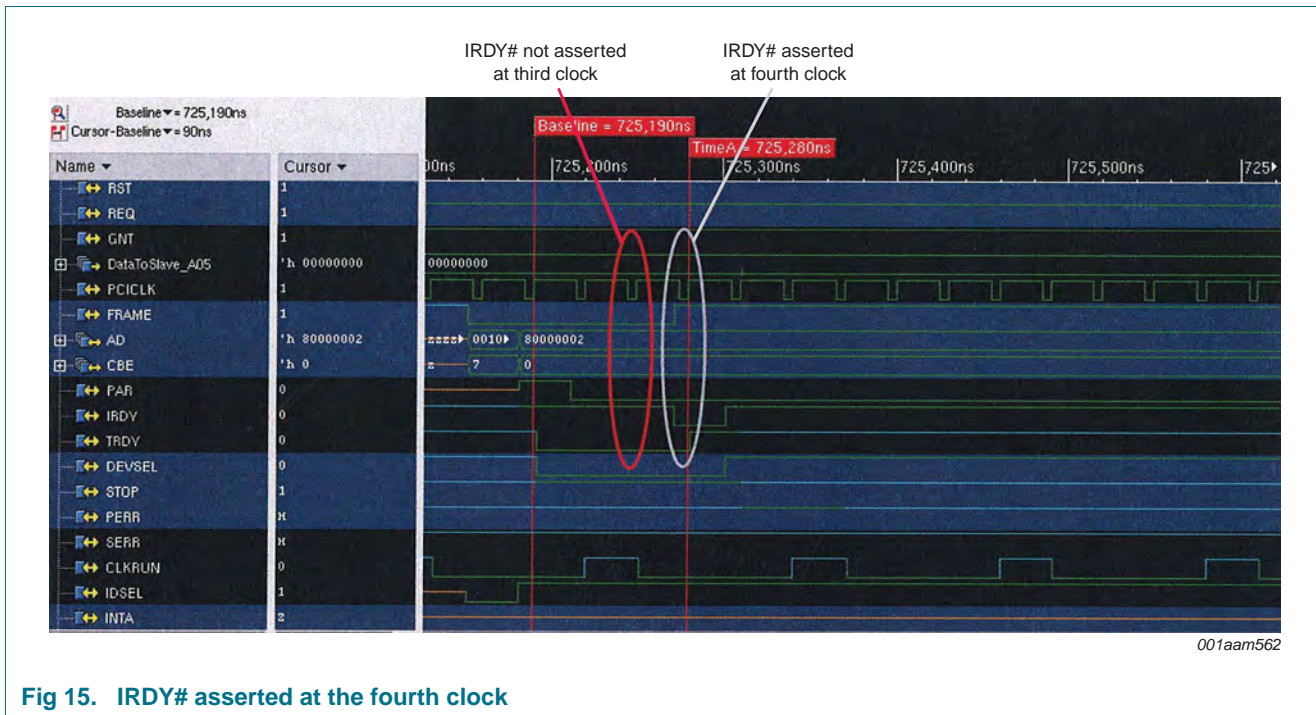 IRDY# not asserted
at third clock
IRDY# asserted
at fourth clock
Baseline▼= 725,190ns
Cursor-Baseline▼= 90ns
Baseline = 725,190ns
TimeA = 725,280ns
Name▼ Cursor▼
00ns 725,200ns 725,300ns 725,400ns 725,500ns 725
RST 1
REQ 1
GNT 1
DataToSlave_A05 'h 00000000 00000000
PCICLK 1
FRAME 1
AD 'h 80000002 zzzz 0010 80000002
CBE 'h 0 z 7 0
PAR 0
IRDY 0
TRDY 0
DEVSEL 0
STOP 1
PERR H
SERR H
CLKRUN 0
IDSEL 1
INTA z
001aam562
Fig 15. IRDY# asserted at the fourth clock